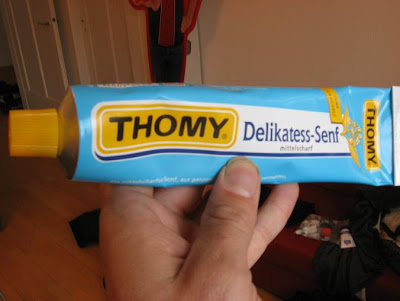 THOMY®
Delikatess-Senf
mittelscharf
THOMY